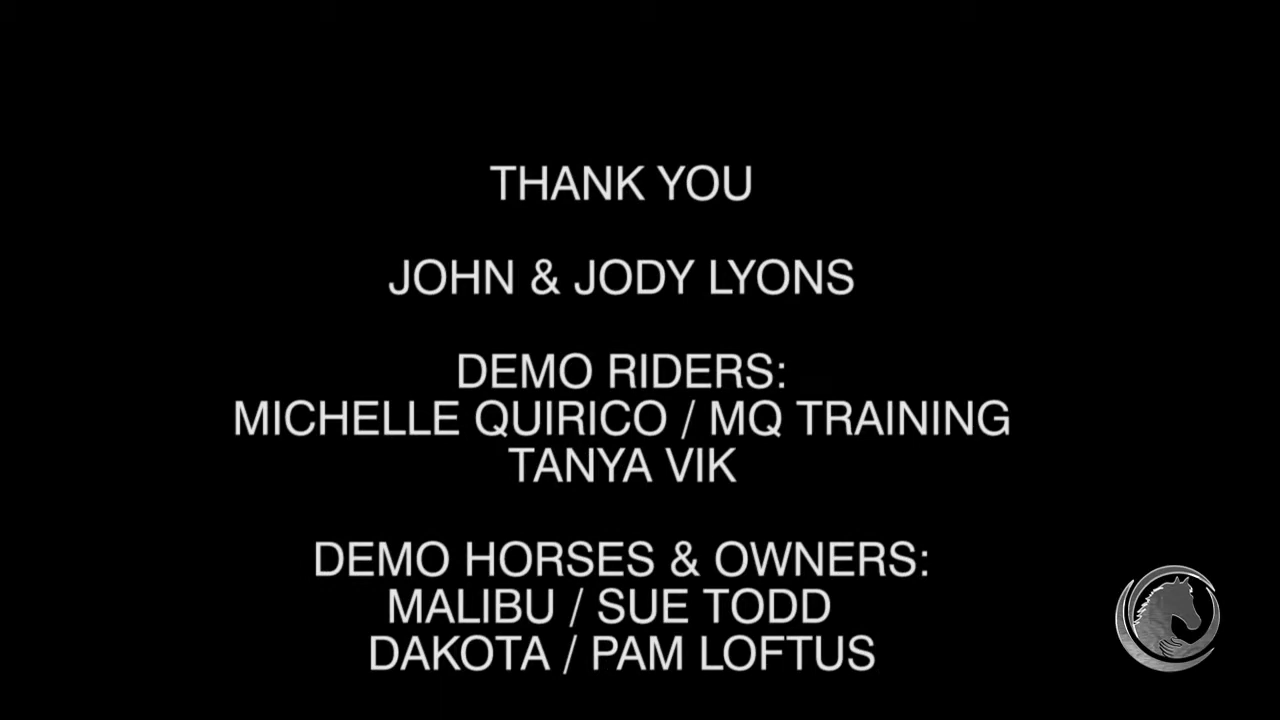 THANK YOU
JOHN & JODY LYONS
DEMO RIDERS:
MICHELLE QUIRICO / MQ TRAINING
TANYA VIK
DEMO HORSES & OWNERS:
MALIBU / SUE TODD
DAKOTA / PAM LOFTUS